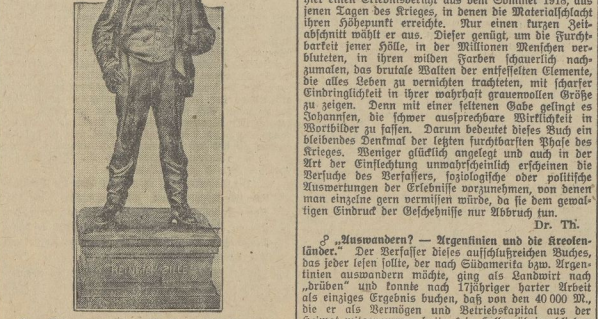 hier einen Erlebnisbericht aus dem Sommer 1918, aus
jenen Tagen des Krieges, in denen die Materialschlacht
ihren Höhepunkt erreichte. Nur einen kurzen Zeit-
abschnitt wählt er aus. Dieser genügt, um die Furcht-
barkeit jener Hölle, in der Millionen Menschen ver-
bluteten, in ihren wilden Farben schauerlich nach-
zumalen, das brutale Walten der entfesselten Elemente,
die alles Leben zu vernichten trachteten, mit scharfer
Eindringlichkeit in ihrer wahrhaft grauenvollen Größe
zu zeigen. Denn mit einer seltenen Gabe gelingt es
Johannsen, die schwer aussprechbare Wirklichkeit in
Wortbilder zu fassen. Darum bedeutet dieses Buch ein
bleibendes Denkmal der letzten furchtbarsten Phase des
Krieges. Weniger glücklich angelegt und auch in der
Art der Einflechtung unwahrscheinlich erscheinen die
Versuche des Verfassers, soziologische oder politische
Auswertungen der Erlebnisse vorzunehmen, von denen
man einzelne gern vermissen würde, da sie dem gewal-
tigen Eindruck der Geschehnisse nur Abbruch tun.
Dr. Th.
„Auswandern? — Argentinien und die Kreolen-
länder.“ Der Verfasser dieses aufschlußreichen Buches,
das jeder lesen sollte, der nach Südamerika bzw. Argen-
tinien auswandern möchte, ging als Landwirt nach
„drüben“ und konnte nach 17jähriger harter Arbeit
als einziges Ergebnis buchen, daß von den 40 000 M.,
die er als Vermögen und Betriebskapital aus der